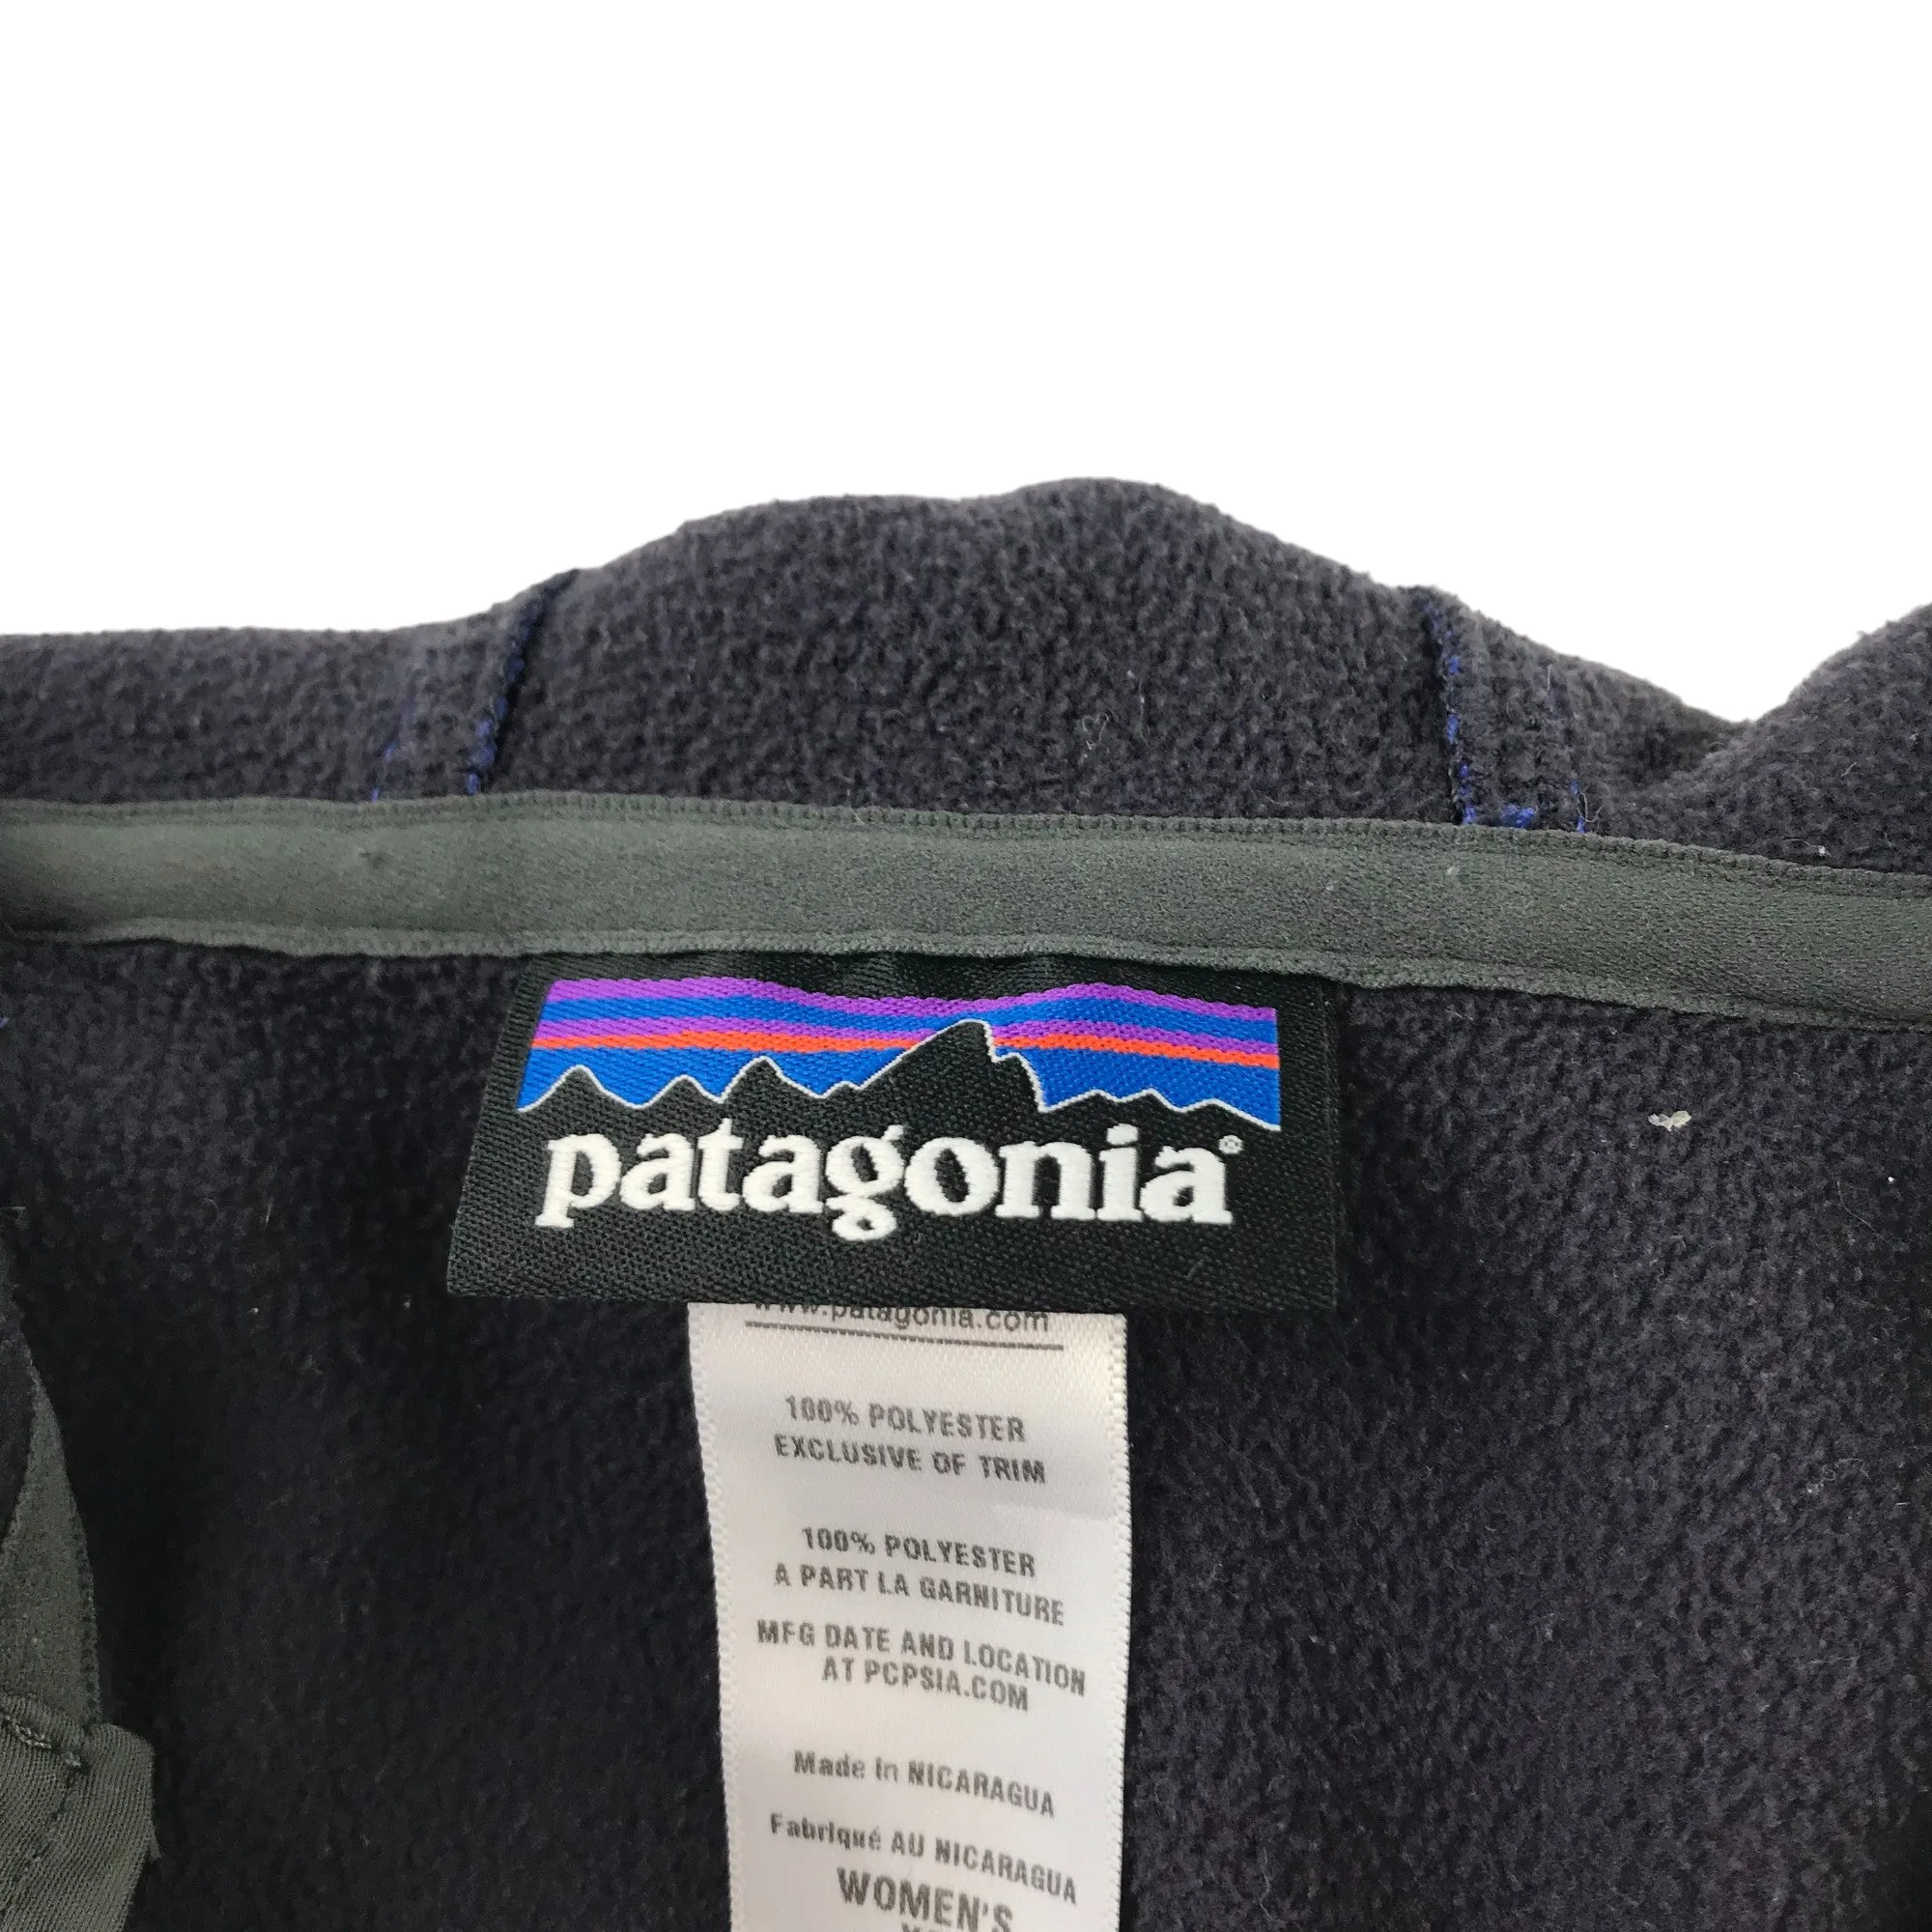 patagonia®
www.patagonia.com
100% POLYESTER
EXCLUSIVE OF TRIM
100% POLYESTER
A PART LA GARNITURE
MFG DATE AND LOCATION
AT PCPSIA.COM
Made in NICARAGUA
Fabriqué AU NICARAGUA
WOMEN'S